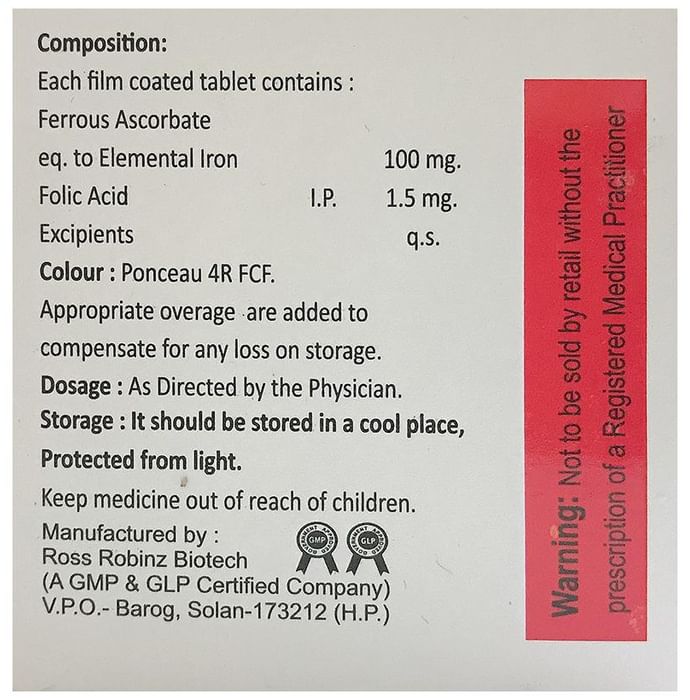 Composition:
Each film coated tablet contains :
Ferrous Ascorbate
eq. to Elemental Iron 100 mg.
Folic Acid I.P. 1.5 mg.
Excipients q.s.
Colour : Ponceau 4R FCF.
Appropriate overage are added to
compensate for any loss on storage.
Dosage : As Directed by the Physician.
Storage : It should be stored in a cool place,
Protected from light.
Keep medicine out of reach of children.
Manufactured by :
Ross Robinz Biotech
(A GMP & GLP Certified Company)
V.P.O.- Barog, Solan-173212 (H.P.)
GMP
GLP
Warning: Not to be sold by retail without the
prescription of a Registered Medical Practitioner